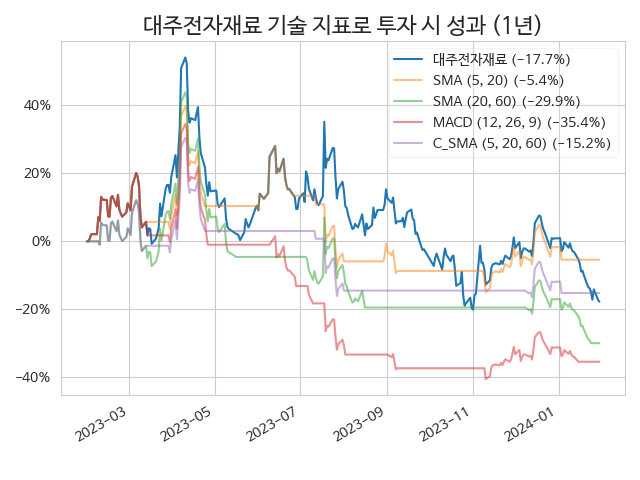 대주전자재료 기술 지표로 투자 시 성과 (1년)
대주전자재료 (−17.7%)
SMA (5, 20) (−5.4%)
SMA (20, 60) (−29.9%)
MACD (12, 26, 9) (−35.4%)
C_SMA (5, 20, 60) (−15.2%)
40%
20%
0%
−20%
−40%
2023−03
2023−05
2023−07
2023−09
2023−11
2024−01